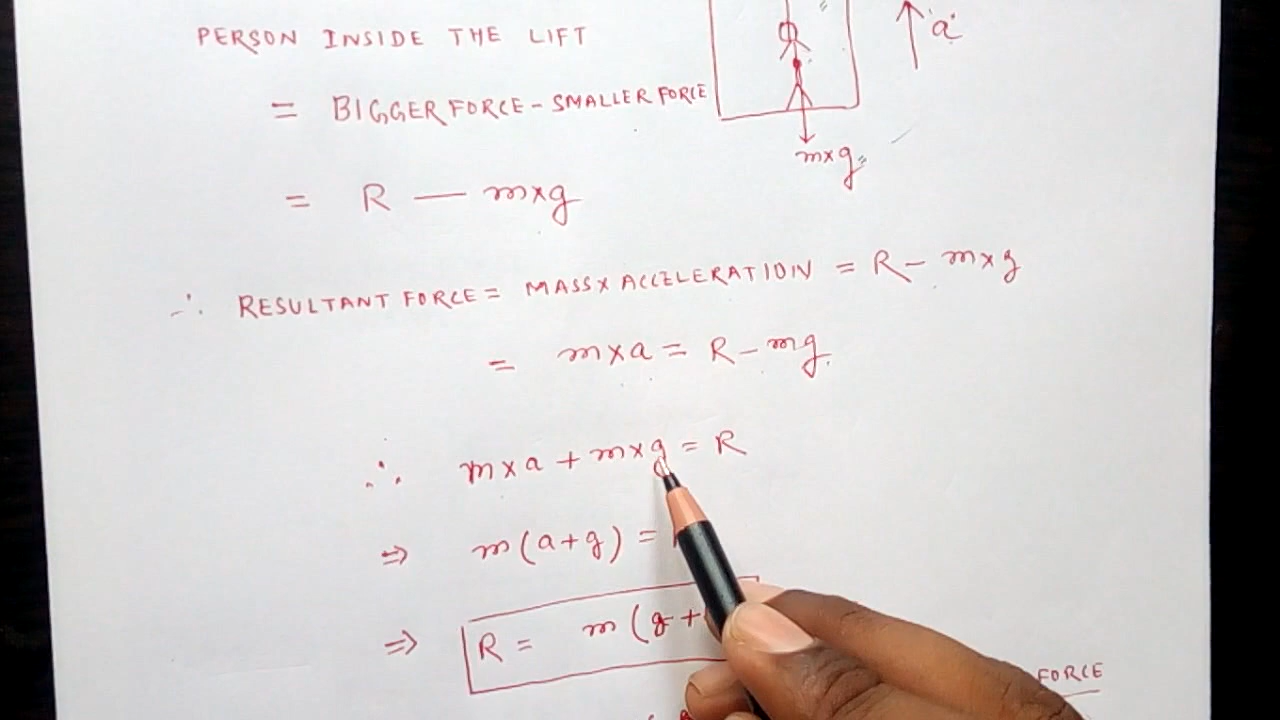 PERSON INSIDE THE LIFT
a
= BIGGER FORCE - SMALLER FORCE
m×g
= R — m×g
∴ RESULTANT FORCE = MASS × ACCELERATION = R - m×g
= m×a = R - mg
∴ m×a + m×g = R
⇒ m(a+g) =
⇒ R = m(g+
FORCE